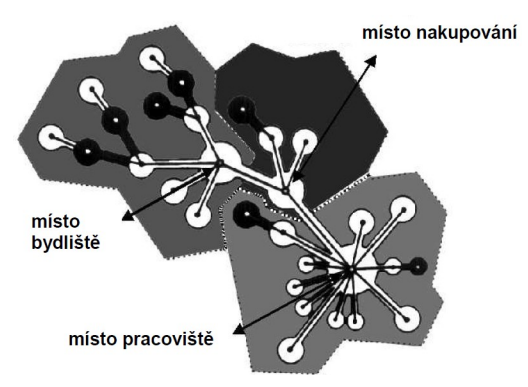 místo nakupování
místo
bydliště
místo pracoviště